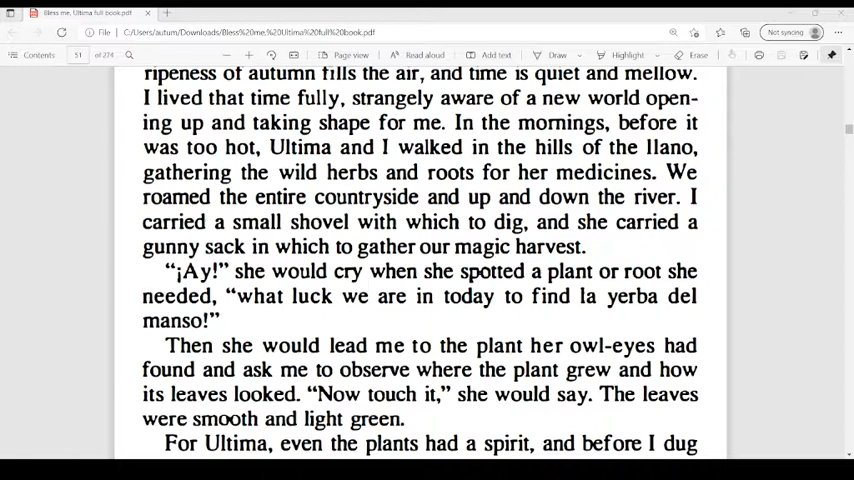 Bless me, Ultima full book.pdf
File C:/Users/autum/Downloads/Bless%20me,%20Ultima%20full%20book.pdf Not syncing
Contents 51 of 274 Page view Read aloud Add text Draw Highlight Erase
ripeness of autumn fills the air, and time is quiet and mellow.
I lived that time fully, strangely aware of a new world open-
ing up and taking shape for me. In the mornings, before it
was too hot, Ultima and I walked in the hills of the llano,
gathering the wild herbs and roots for her medicines. We
roamed the entire countryside and up and down the river. I
carried a small shovel with which to dig, and she carried a
gunny sack in which to gather our magic harvest.
“¡Ay!” she would cry when she spotted a plant or root she
needed, “what luck we are in today to find la yerba del
manso!”
Then she would lead me to the plant her owl-eyes had
found and ask me to observe where the plant grew and how
its leaves looked. “Now touch it,” she would say. The leaves
were smooth and light green.
For Ultima, even the plants had a spirit, and before I dug